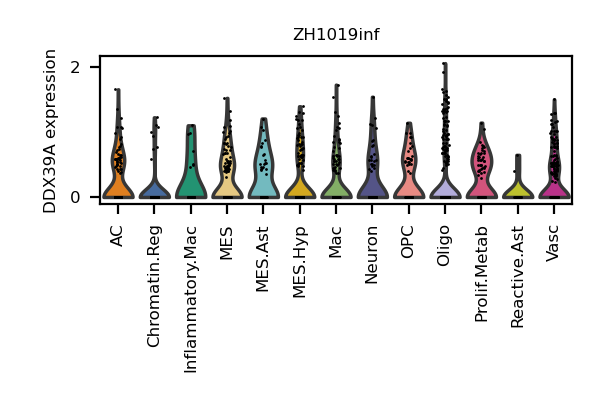 ZH1019inf
DDX39A expression
2
0
AC
Chromatin.Reg
Inflammatory.Mac
MES
MES.Ast
MES.Hyp
Mac
Neuron
OPC
Oligo
Prolif.Metab
Reactive.Ast
Vasc